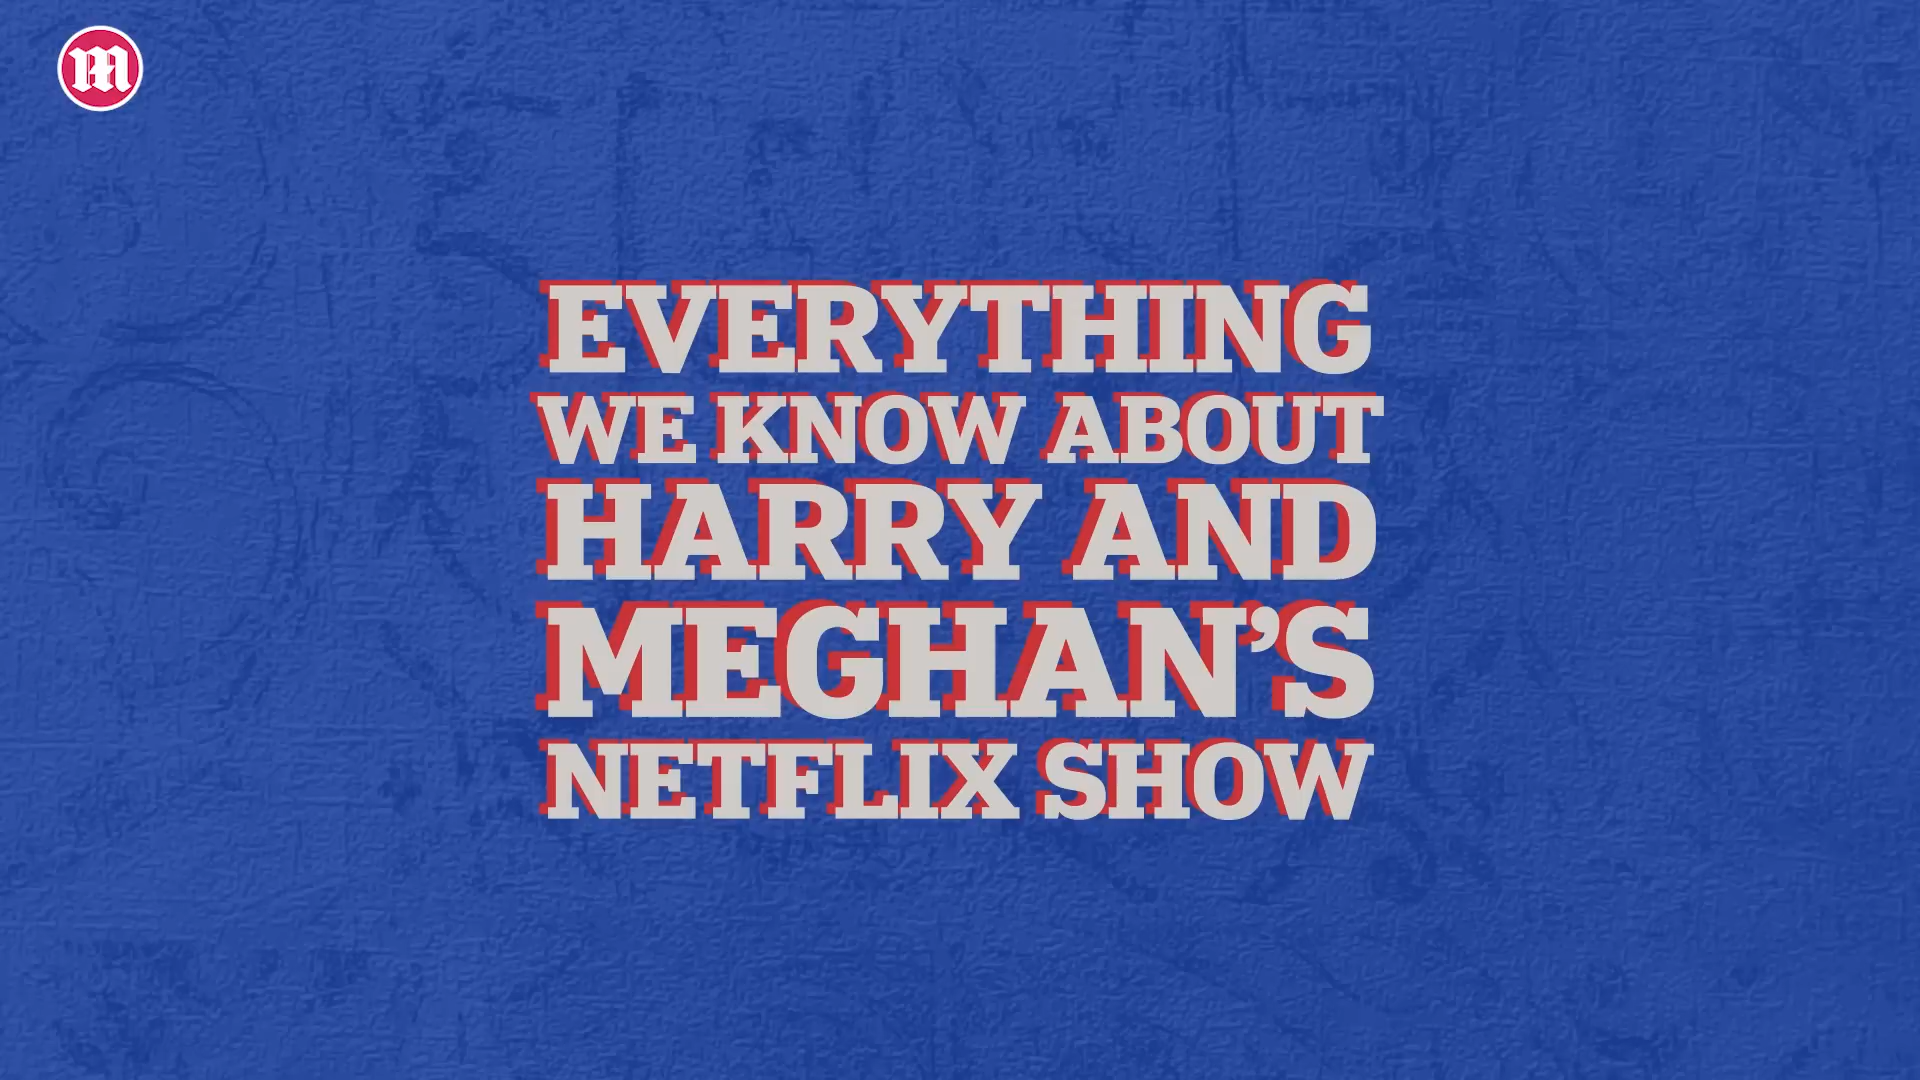 m
EVERYTHING
WE KNOW ABOUT
HARRY AND
MEGHAN’S
NETFLIX SHOW